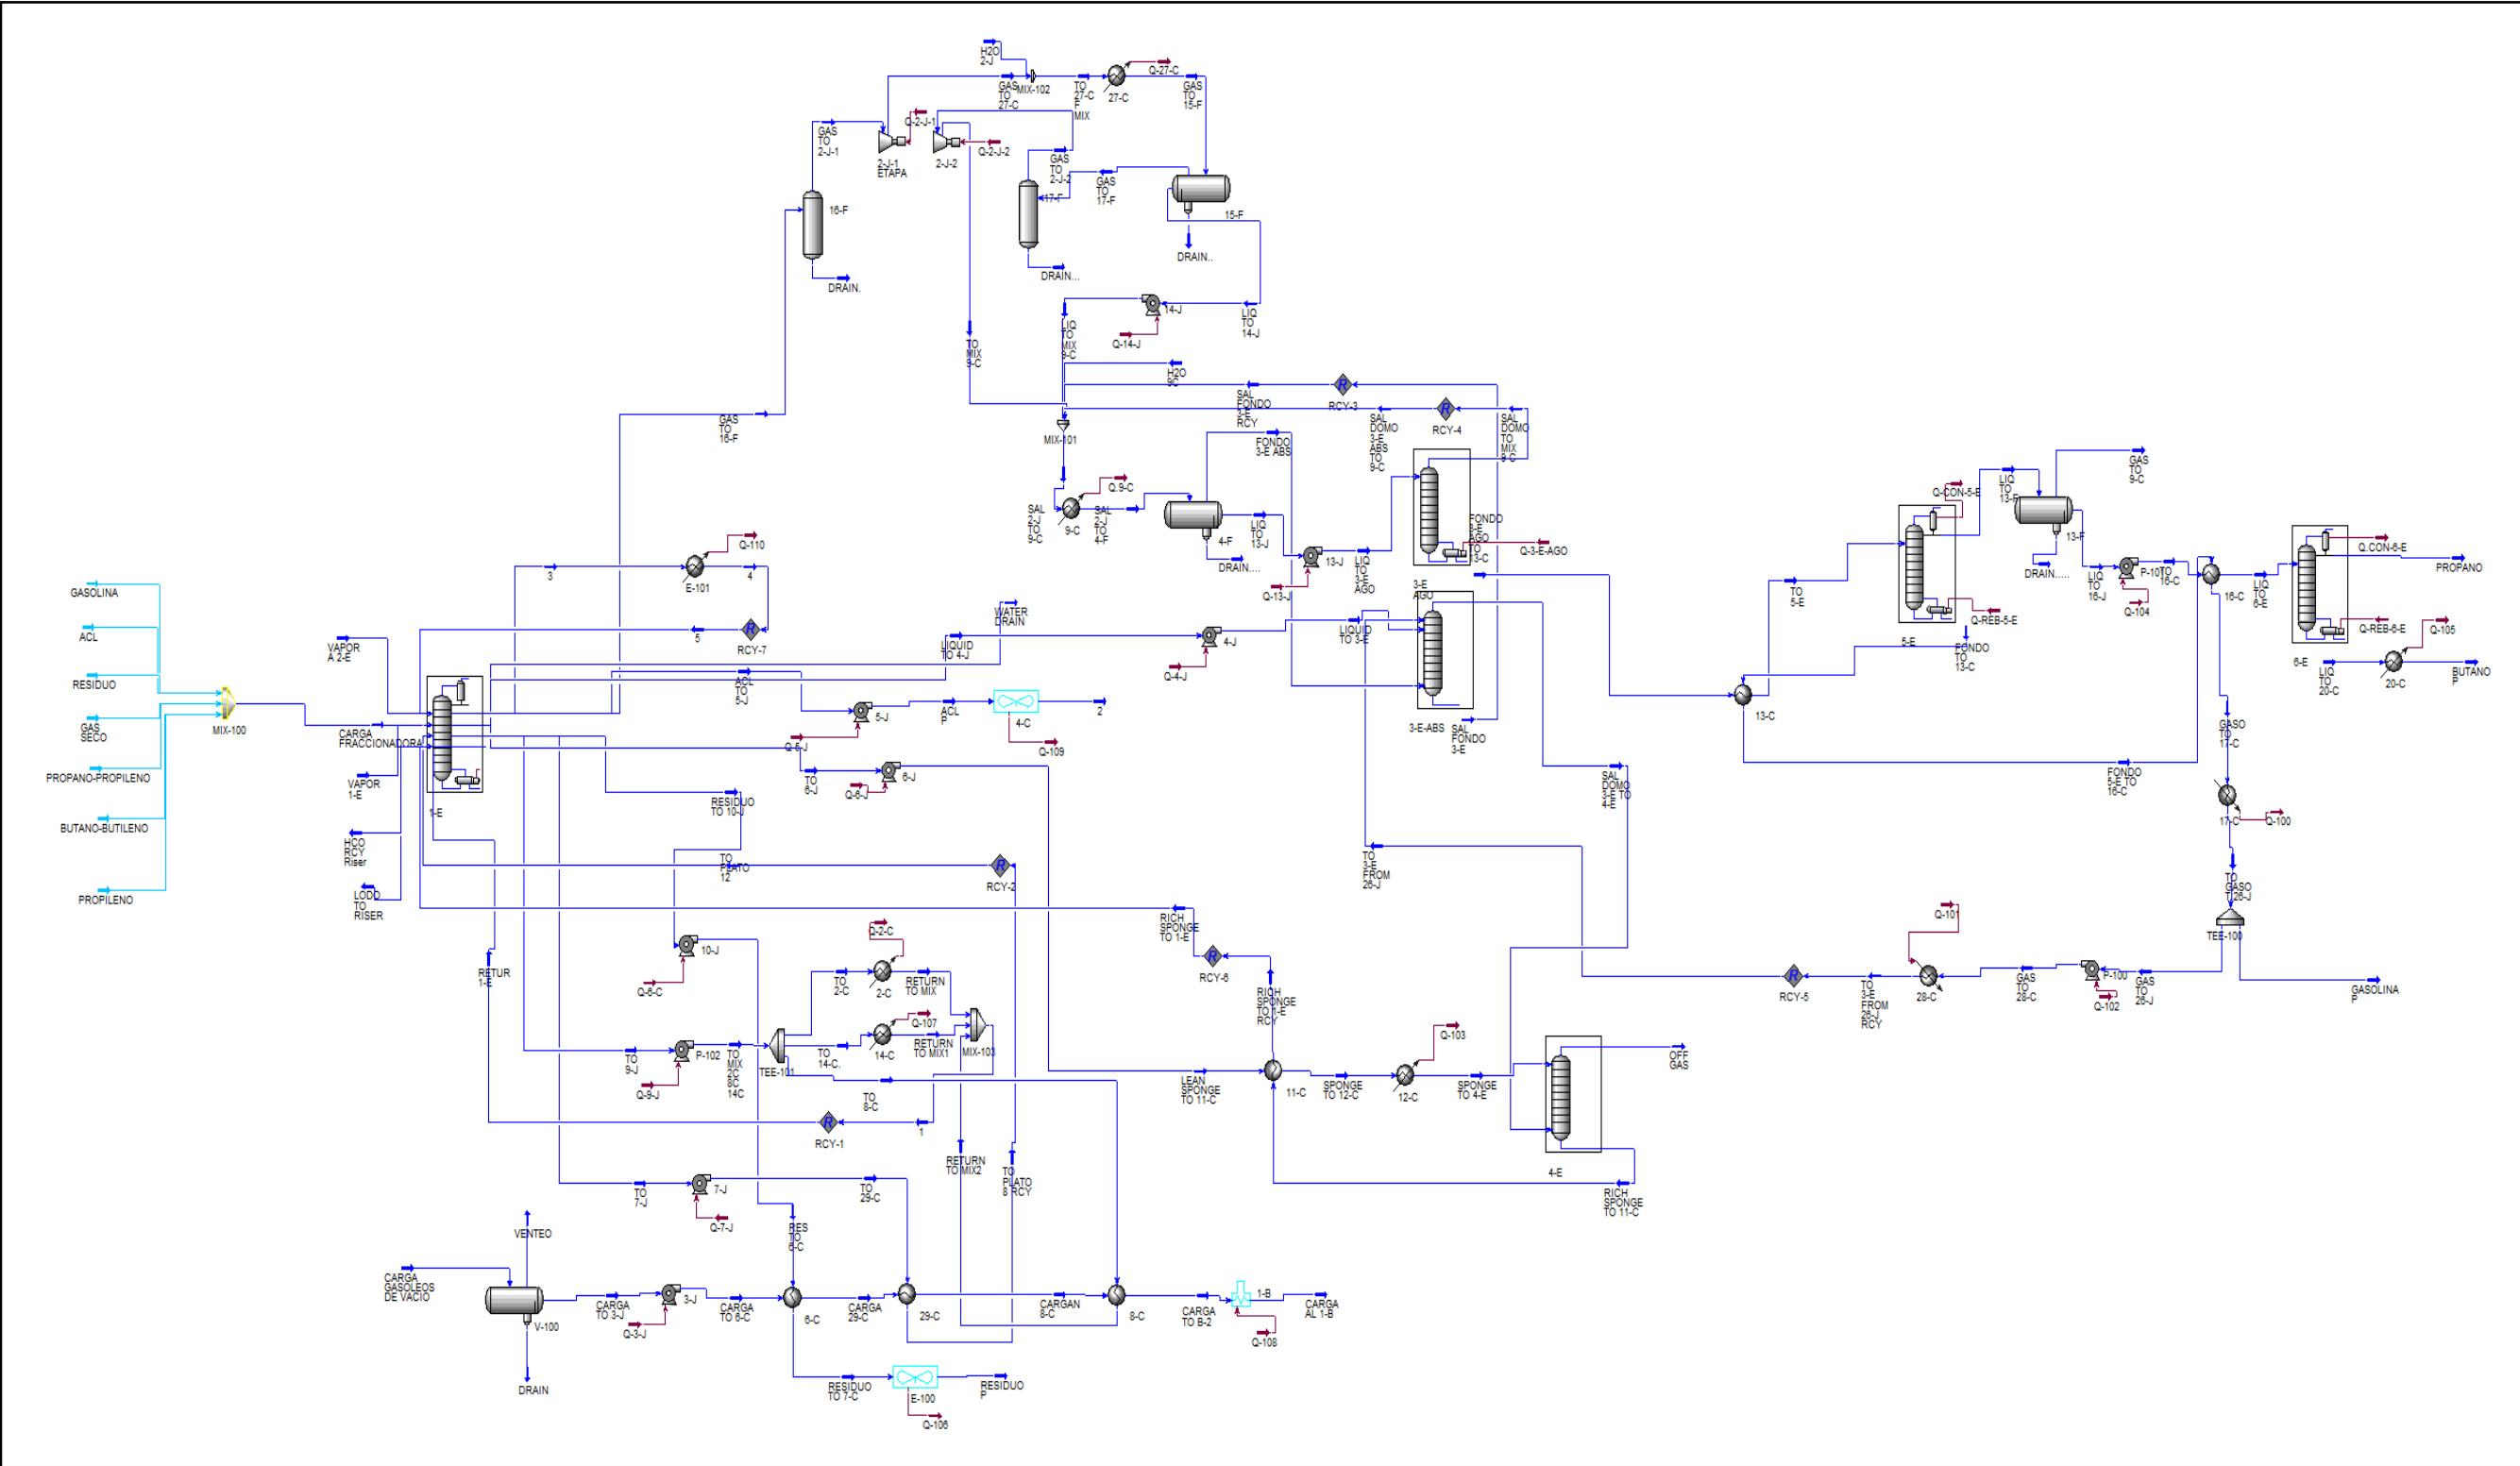 H2O
2-J
GAS
TO
27-C
MIX-102
TO
27-C
F
MIX
27-C
Q-27-C
GAS
TO
15-F
GAS
TO
2-J-1
Q-2-J-1
2-J-1
ETAPA
2-J-2
Q-2-J-2
GAS
TO
2-J-2
17-F
GAS
TO
17-F
15-F
16-F
DRAIN.
DRAIN...
DRAIN..
14-J
Q-14-J
LIQ
TO
14-J
LIQ
TO
MIX
9-C
TO
MIX
9-C
H2O
9C
GAS
TO
16-F
SAL
FONDO
3-E
RCY
RCY-3
RCY-4
SAL
DOMO
3-E
ABS
TO
9-C
SAL
DOMO
TO
MIX
9-C
MIX-101
FONDO
3-E ABS
Q.9-C
SAL
2-J
TO
9-C
9-C
SAL
2-J
TO
4-F
4-F
LIQ
TO
13-J
DRAIN....
13-J
Q-13-J
LIQ
TO
3-E
AGO
FONDO
3-E
AGO
TO
13-C
Q-3-E-AGO
3-E
AGO
GAS
TO
9-C
Q-CON-5-E
LIQ
TO
13-F
13-F
DRAIN.....
LIQ
TO
16-J
P-101
TO
16-C
Q-104
16-C
LIQ
TO
6-E
Q.CON-6-E
PROPANO
Q-REB-6-E
Q-105
6-E
LIQ
TO
20-C
20-C
BUTANO
P
TO
5-E
5-E
Q-REB-5-E
FONDO
TO
13-C
13-C
Q-110
3
E-101
4
5
RCY-7
GASOLINA
ACL
RESIDUO
GAS
SECO
PROPANO-PROPILENO
BUTANO-BUTILENO
PROPILENO
MIX-100
VAPOR
A 2-E
CARGA
FRACCIONADORA
VAPOR
1-E
1-E
HCO
RCY
Riser
LODO
TO
RISER
WATER
DRAIN
LIQUID
TO 4-J
ACL
TO
5-J
5-J
Q-5-J
ACL
P
4-C
2
Q-109
TO
6-J
6-J
Q-6-J
RESIDUO
TO 10-J
TO
PLATO
12
RCY-2
4-J
Q-4-J
LIQUID
TO 3-E
3-E-ABS
SAL
FONDO
3-E
SAL
DOMO
3-E TO
4-E
TO
3-E
FROM
26-J
GASO
TO
17-C
FONDO
5-E TO
16-C
17-C
Q-100
TO
GASO
T26-J
TEE-100
GASOLINA
P
GAS
TO
26-J
P-100
Q-102
GAS
TO
28-C
28-C
Q-101
TO
3-E
FROM
26-J
RCY
RCY-5
RICH
SPONGE
TO 1-E
RCY-6
RICH
SPONGE
TO 1-E
RCY
RETUR
1-E
10-J
Q-6-C
TO
2-C
2-C
Q-2-C
RETURN
TO MIX
Q-107
14-C
RETURN
TO MIX1
MIX-103
TO
9-J
P-102
Q-9-J
TO
MIX
2C
8C
14C
TEE-101
TO
14-C.
TO
8-C
RCY-1
1
LEAN
SPONGE
TO 11-C
11-C
SPONGE
TO 12-C
12-C
Q-103
SPONGE
TO 4-E
OFF
GAS
4-E
RICH
SPONGE
TO 11-C
RETURN
TO MIX2
TO
PLATO
8 RCY
TO
7-J
7-J
Q-7-J
TO
29-C
RES
TO
6-C
VENTEO
CARGA
GASOLEOS
DE VACIO
V-100
DRAIN
CARGA
TO 3-J
3-J
Q-3-J
CARGA
TO 6-C
6-C
CARGA
29-C
29-C
CARGAN
8-C
8-C
CARGA
TO B-2
1-B
Q-108
CARGA
AL 1-B
RESIDUO
TO 7-C
E-100
Q-106
RESIDUO
P